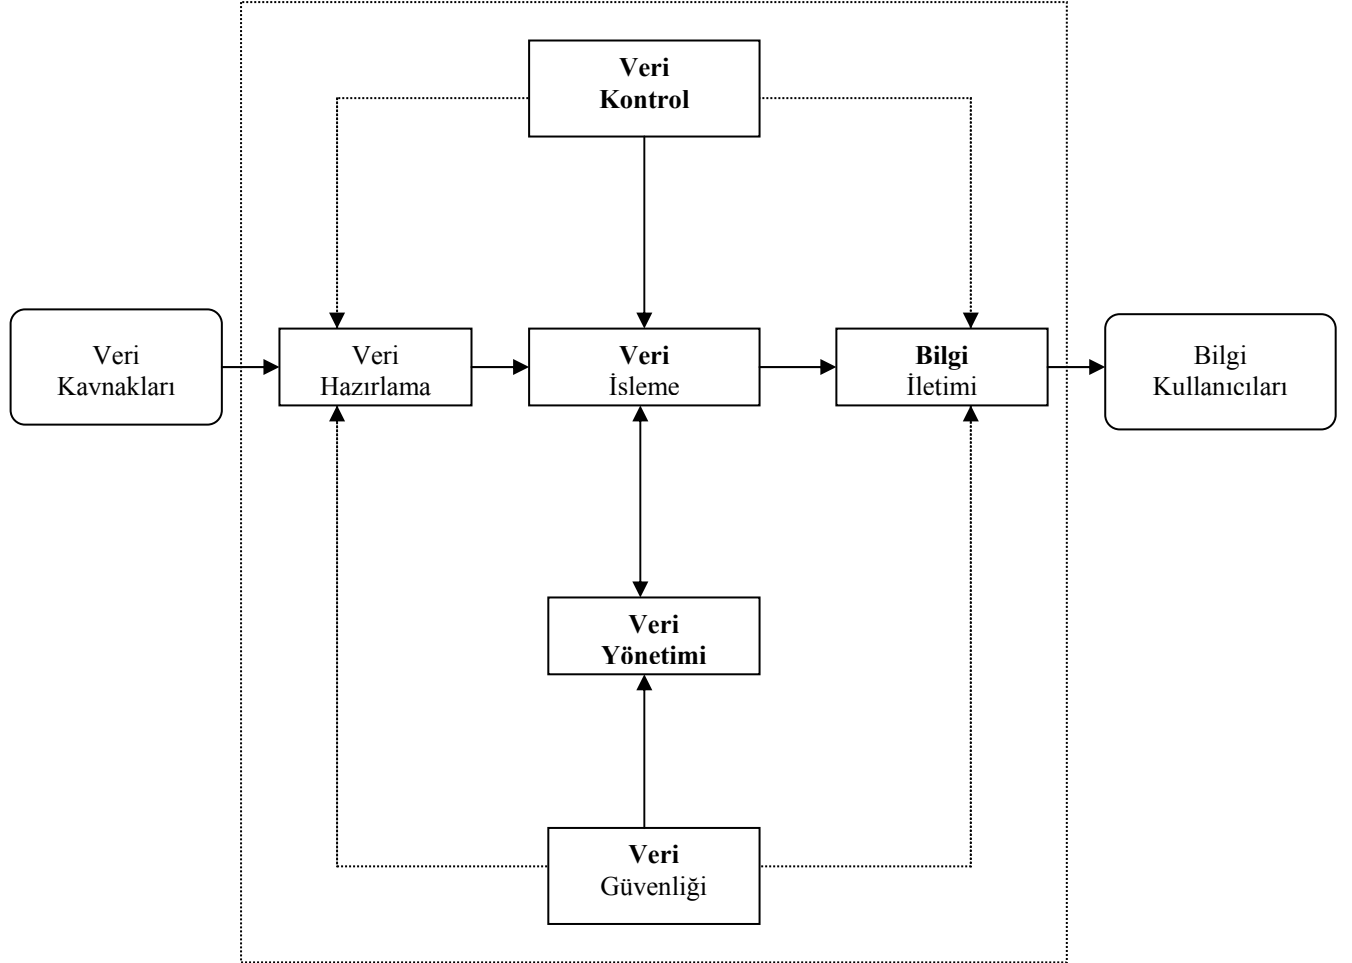 Veri
Kontrol
Veri
Kavnakları
Veri
Hazırlama
Veri
İsleme
Bilgi
İletimi
Bilgi
Kullanıcıları
Veri
Yönetimi
Veri
Güvenliği